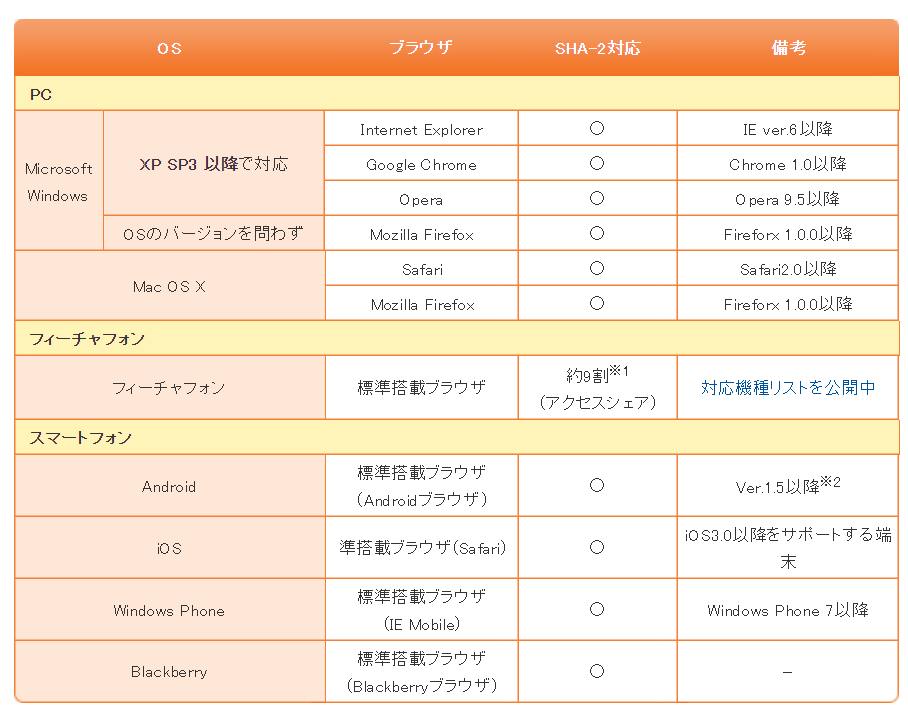 OS ブラウザ SHA-2対応 備考
PC
Microsoft
Windows
XP SP3 以降で対応
Internet Explorer ○ IE ver.6以降
Google Chrome ○ Chrome 1.0以降
Opera ○ Opera 9.5以降
OSのバージョンを問わず Mozilla Firefox ○ Fireforx 1.0.0以降
Mac OS X
Safari ○ Safari2.0以降
Mozilla Firefox ○ Fireforx 1.0.0以降
フィーチャフォン
フィーチャフォン 標準搭載ブラウザ
約9割※1
(アクセスシェア)
対応機種リストを公開中
スマートフォン
Android
標準搭載ブラウザ
(Androidブラウザ)
○ Ver.1.5以降※2
iOS 準搭載ブラウザ(Safari) ○
iOS3.0以降をサポートする端
末
Windows Phone
標準搭載ブラウザ
(IE Mobile)
○ Windows Phone 7以降
Blackberry
標準搭載ブラウザ
(Blackberryブラウザ)
○ −